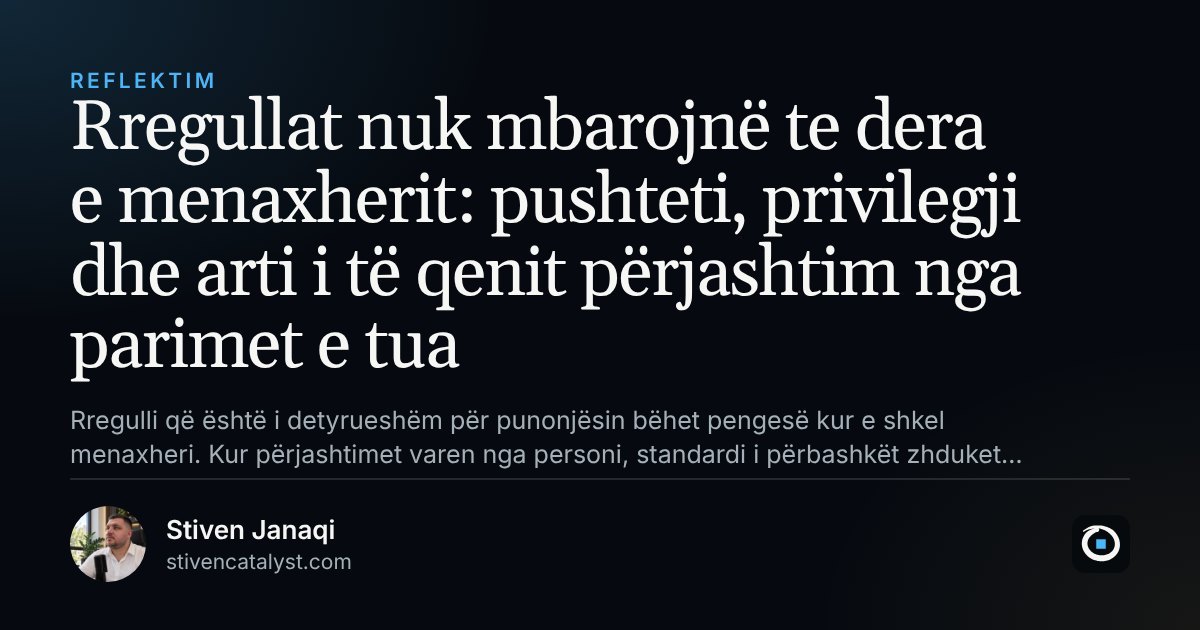 REFLEKTIM
Rregullat nuk mbarojnë te dera
e menaxherit: pushteti, privilegji
dhe arti i të qenit përjashtim nga
parimet e tua
Rregulli që është i detyrueshëm për punonjësin bëhet pengesë kur e shkel
menaxheri. Kur përjashtimet varen nga personi, standardi i përbashkët zhduket...
Stiven Janaqi
stivencatalyst.com